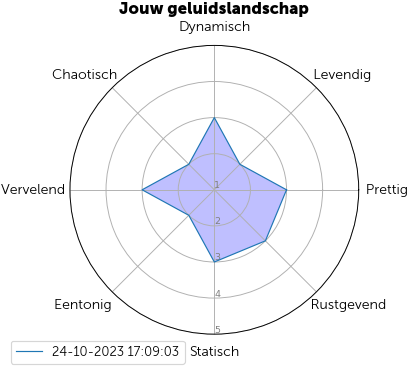 Jouw geluidslandschap
Dynamisch
Chaotisch
Levendig
Vervelend
1
Prettig
2
3
4
Eentonig
Rustgevend
5
24-10-2023 17:09:03
Statisch